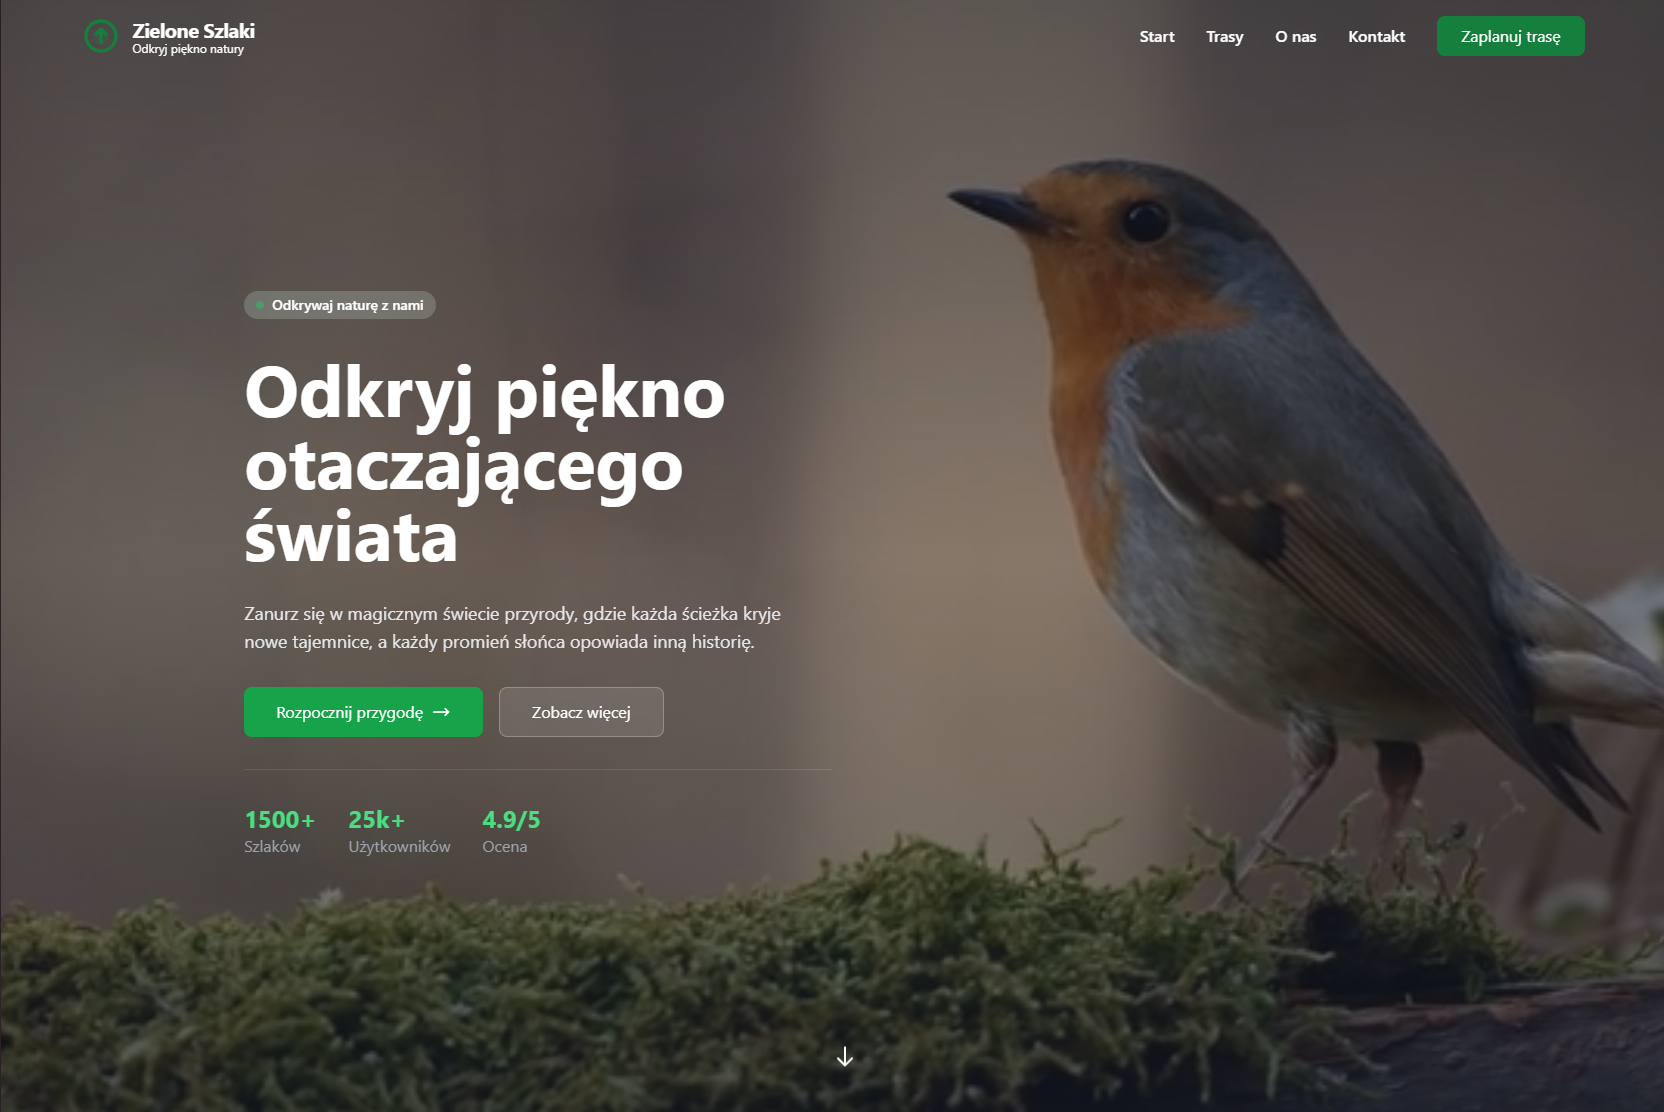 Zielone Szlaki
Odkryj piękno natury
Start
Trasy
O nas
Kontakt
Zaplanuj trasę
Odkrywaj naturę z nami
Odkryj piękno
otaczającego
świata
Zanurz się w magicznym świecie przyrody, gdzie każda ścieżka kryje
nowe tajemnice, a każdy promień słońca opowiada inną historię.
Rozpocznij przygodę →
Zobacz więcej
1500+
Szlaków
25k+
Użytkowników
4.9/5
Ocena